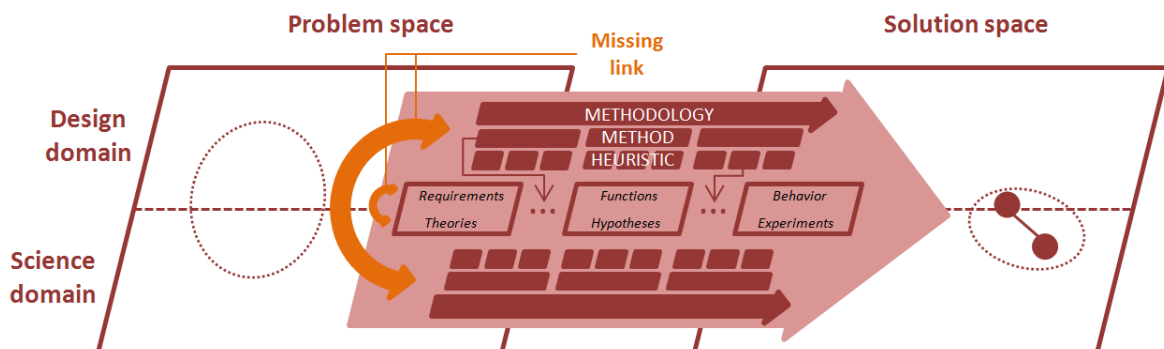 Problem space
Solution space
Missing
link
Design
domain
METHODOLOGY
METHOD
HEURISTIC
Requirements
Theories
...
Functions
Hypotheses
...
Behavior
Experiments
Science
domain